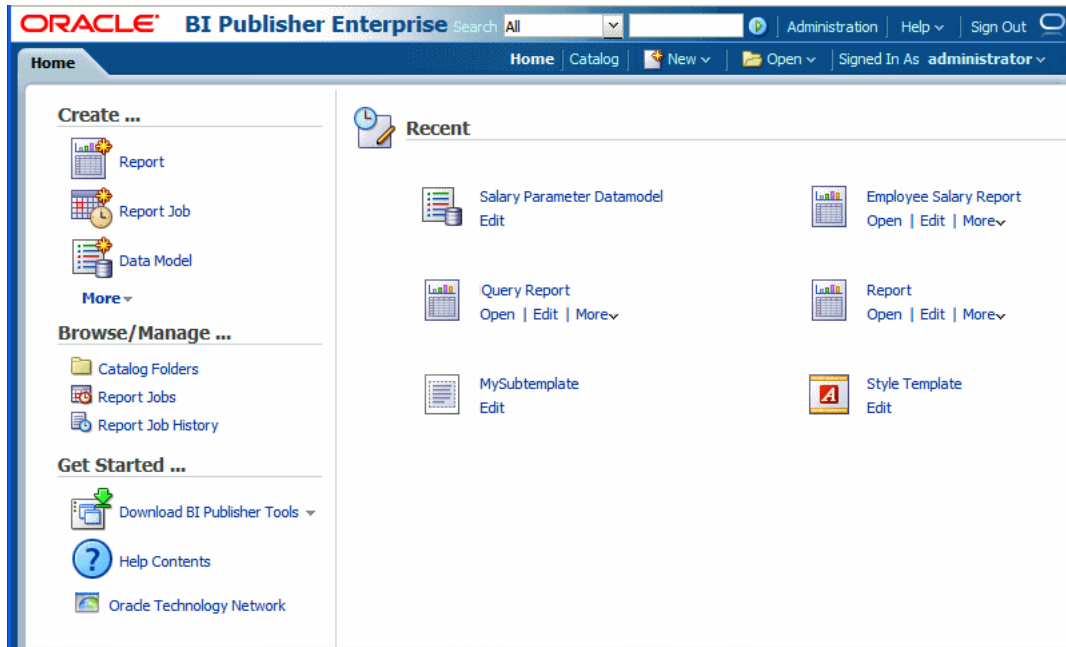 ORACLE BI Publisher Enterprise Search All Administration Help Sign Out
Home
Home Catalog New Open Signed In As administrator
Create ...
Report
Report Job
Data Model
More
Browse/Manage ...
Catalog Folders
Report Jobs
Report Job History
Get Started ...
Download BI Publisher Tools
Help Contents
Oracle Technology Network
Recent
Salary Parameter Datamodel
Edit
Employee Salary Report
Open | Edit | More
Query Report
Open | Edit | More
Report
Open | Edit | More
MySubtemplate
Edit
Style Template
Edit